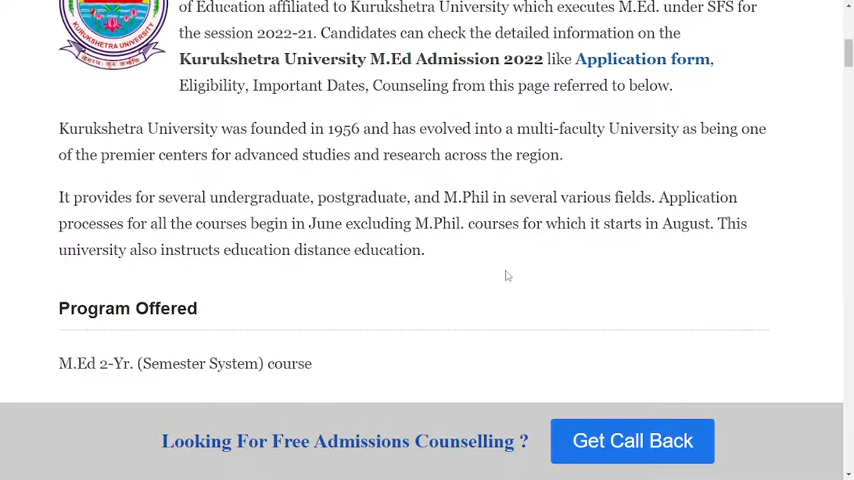 of Education affiliated to Kurukshetra University which executes M.Ed. under SFS for
the session 2022-21. Candidates can check the detailed information on the
Kurukshetra University M.Ed Admission 2022 like Application form,
Eligibility, Important Dates, Counseling from this page referred to below.
KURUKSHETRA UNIVERSITY
Kurukshetra University was founded in 1956 and has evolved into a multi-faculty University as being one
of the premier centers for advanced studies and research across the region.
It provides for several undergraduate, postgraduate, and M.Phil in several various fields. Application
processes for all the courses begin in June excluding M.Phil. courses for which it starts in August. This
university also instructs education distance education.
Program Offered
M.Ed 2-Yr. (Semester System) course
Looking For Free Admissions Counselling ?
Get Call Back